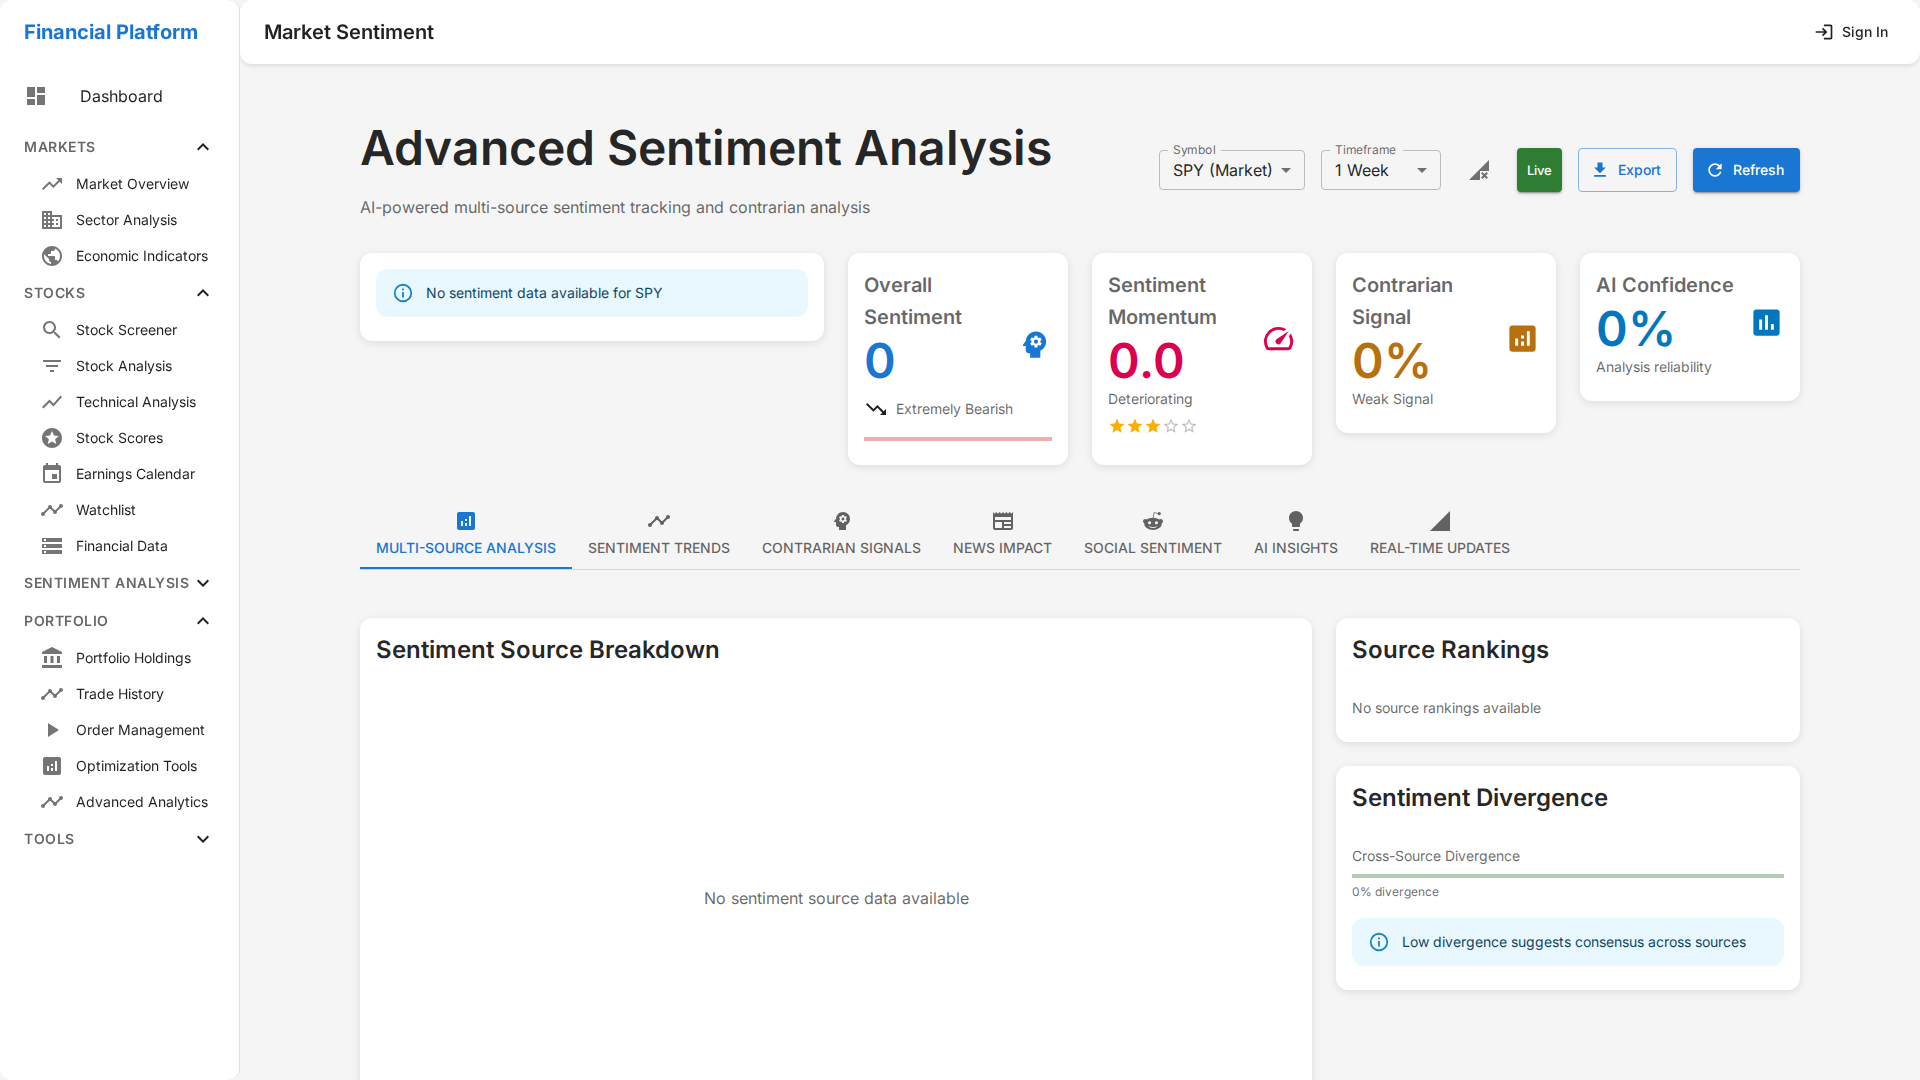 Financial Platform
Market Sentiment
Sign In
Dashboard
MARKETS
Market Overview
Sector Analysis
Economic Indicators
STOCKS
Stock Screener
Stock Analysis
Technical Analysis
Stock Scores
Earnings Calendar
Watchlist
Financial Data
SENTIMENT ANALYSIS
PORTFOLIO
Portfolio Holdings
Trade History
Order Management
Optimization Tools
Advanced Analytics
TOOLS
Advanced Sentiment Analysis
AI-powered multi-source sentiment tracking and contrarian analysis
Symbol
SPY (Market)
Timeframe
1 Week
Live
Export
Refresh
No sentiment data available for SPY
Overall
Sentiment
0
Extremely Bearish
Sentiment
Momentum
0.0
Deteriorating
Contrarian
Signal
0%
Weak Signal
AI Confidence
0%
Analysis reliability
MULTI-SOURCE ANALYSIS
SENTIMENT TRENDS
CONTRARIAN SIGNALS
NEWS IMPACT
SOCIAL SENTIMENT
AI INSIGHTS
REAL-TIME UPDATES
Sentiment Source Breakdown
No sentiment source data available
Source Rankings
No source rankings available
Sentiment Divergence
Cross-Source Divergence
0% divergence
Low divergence suggests consensus across sources